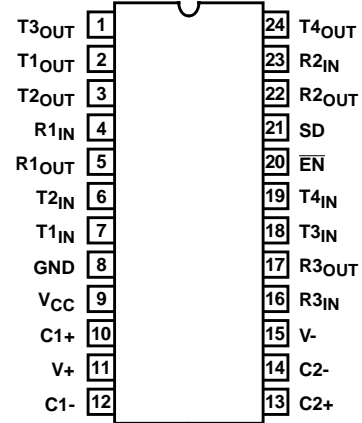 T3OUT 1 24 T4OUT
T1OUT 2 23 R2IN
T2OUT 3 22 R2OUT
R1IN 4 21 SD
R1OUT 5 20 E̅N̅
T2IN 6 19 T4IN
T1IN 7 18 T3IN
GND 8 17 R3OUT
VCC 9 16 R3IN
C1+ 10 15 V-
V+ 11 14 C2-
C1- 12 13 C2+